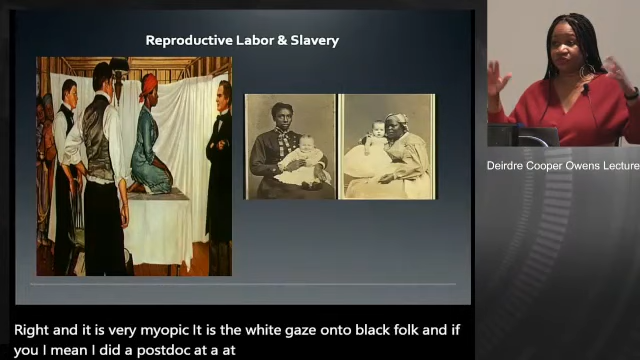 Reproductive Labor & Slavery
Deirdre Cooper Owens Lecture
Right and it is very myopic It is the white gaze onto black folk and if
you I mean I did a postdoc at a at